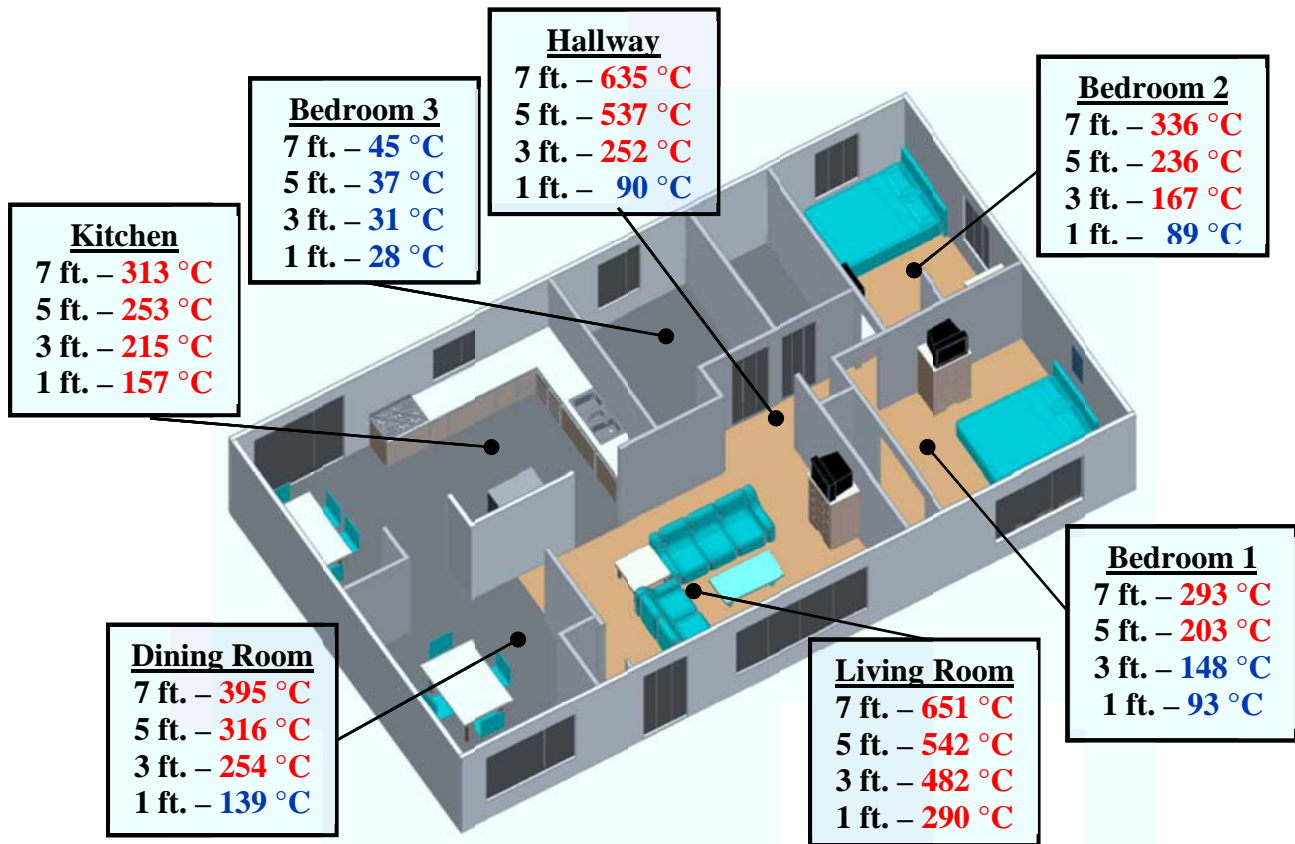 Hallway
7 ft. – 635 °C
5 ft. – 537 °C
3 ft. – 252 °C
1 ft. – 90 °C
Bedroom 3
7 ft. – 45 °C
5 ft. – 37 °C
3 ft. – 31 °C
1 ft. – 28 °C
Bedroom 2
7 ft. – 336 °C
5 ft. – 236 °C
3 ft. – 167 °C
1 ft. – 89 °C
Kitchen
7 ft. – 313 °C
5 ft. – 253 °C
3 ft. – 215 °C
1 ft. – 157 °C
Bedroom 1
7 ft. – 293 °C
5 ft. – 203 °C
3 ft. – 148 °C
1 ft. – 93 °C
Dining Room
7 ft. – 395 °C
5 ft. – 316 °C
3 ft. – 254 °C
1 ft. – 139 °C
Living Room
7 ft. – 651 °C
5 ft. – 542 °C
3 ft. – 482 °C
1 ft. – 290 °C